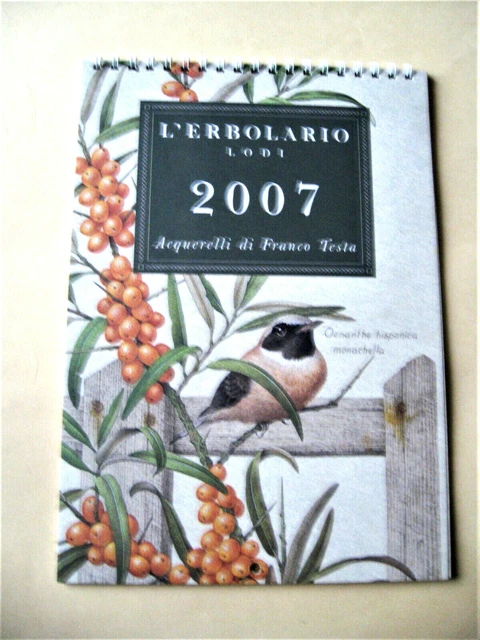 L'ERBOLARIO
LODI
2007
Acquerelli di Franco Testa
Oenanthe hispanica
monachella